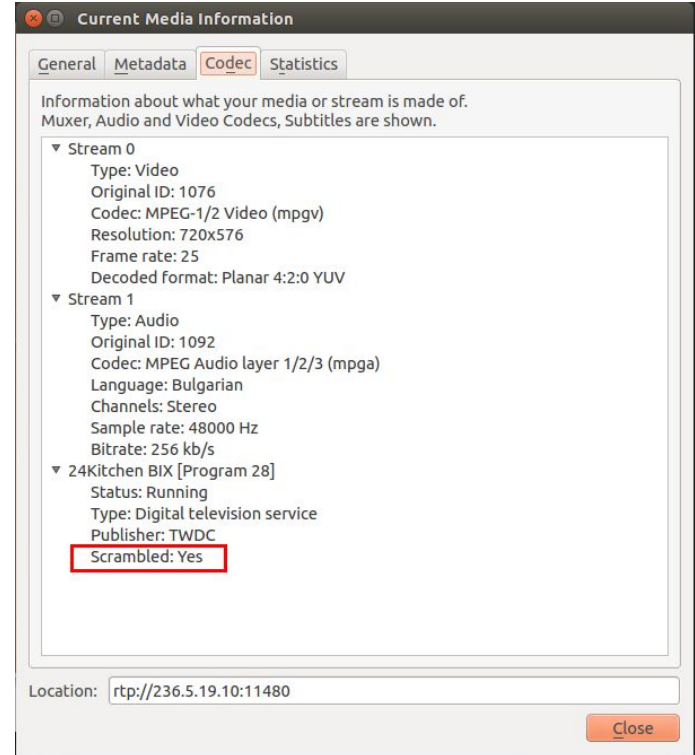 Current Media Information
General Metadata Codec Statistics
Information about what your media or stream is made of.
Muxer, Audio and Video Codecs, Subtitles are shown.
Stream 0
Type: Video
Original ID: 1076
Codec: MPEG-1/2 Video (mpgv)
Resolution: 720x576
Frame rate: 25
Decoded format: Planar 4:2:0 YUV
Stream 1
Type: Audio
Original ID: 1092
Codec: MPEG Audio layer 1/2/3 (mpga)
Language: Bulgarian
Channels: Stereo
Sample rate: 48000 Hz
Bitrate: 256 kb/s
24Kitchen BIX [Program 28]
Status: Running
Type: Digital television service
Publisher: TWDC
Scrambled: Yes
Location: rtp://236.5.19.10:11480
Close